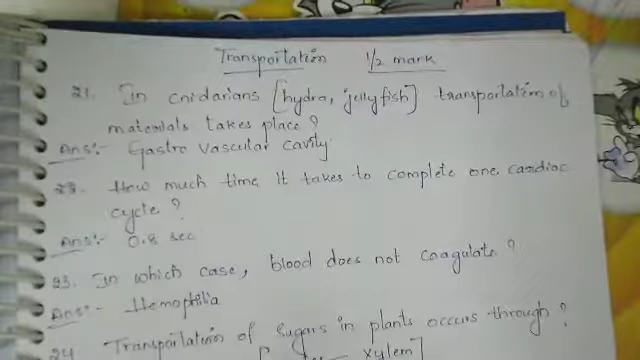 Transportation 1/2 mark
21. In cnidarians [hydra, jellyfish] transportation of
materials takes place?
Ans:- Gastro vascular cavity
22. How much time it takes to complete one cardiac
cycle?
Ans:- 0.8 sec
23. In which case, blood does not coagulate?
Ans:- Hemophilia
24 Transportation of sugars in plants occurs through?
xylem]